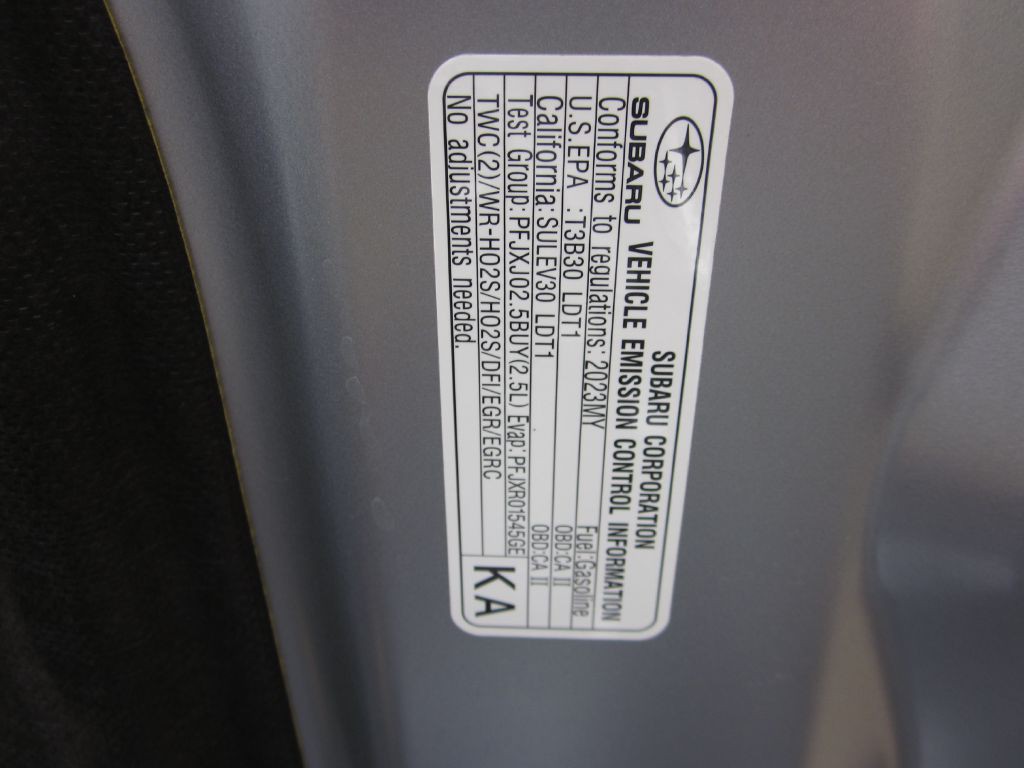 SUBARU CORPORATION
SUBARU VEHICLE EMISSION CONTROL INFORMATION
Conforms to regulations:2023MY Fuel:Gasoline
U.S.EPA :T3B30 LDT1 OBD:CA II
California:SULEV30 LDT1 OBD:CA II
Test Group:PFJXJ02.5BUY(2.5L) Evap:PFJXR0154S6E
TWC(2)/WR-HO2S/HO2S/DFI/EGR/EGRC
No adjustments needed.
KA